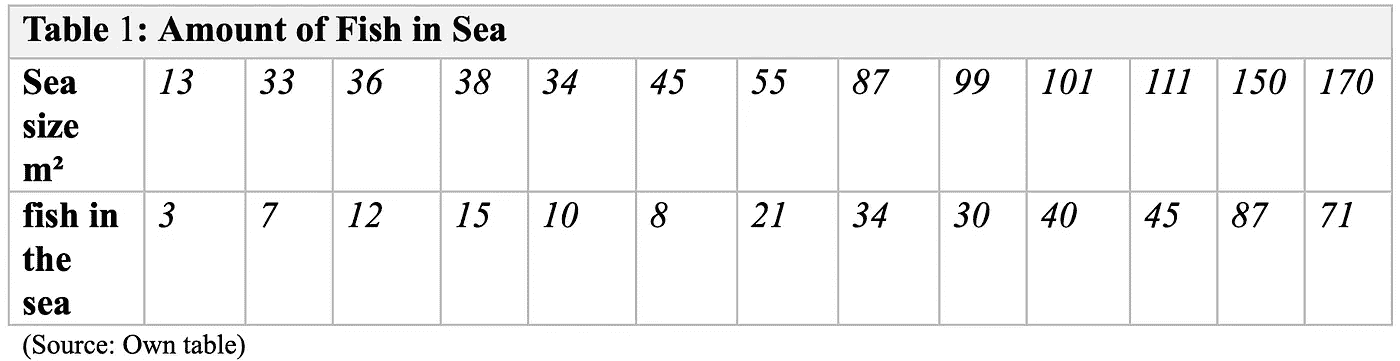 Table 1: Amount of Fish in Sea
Sea size m² 13 33 36 38 34 45 55 87 99 101 111 150 170
fish in the sea 3 7 12 15 10 8 21 34 30 40 45 87 71
(Source: Own table)